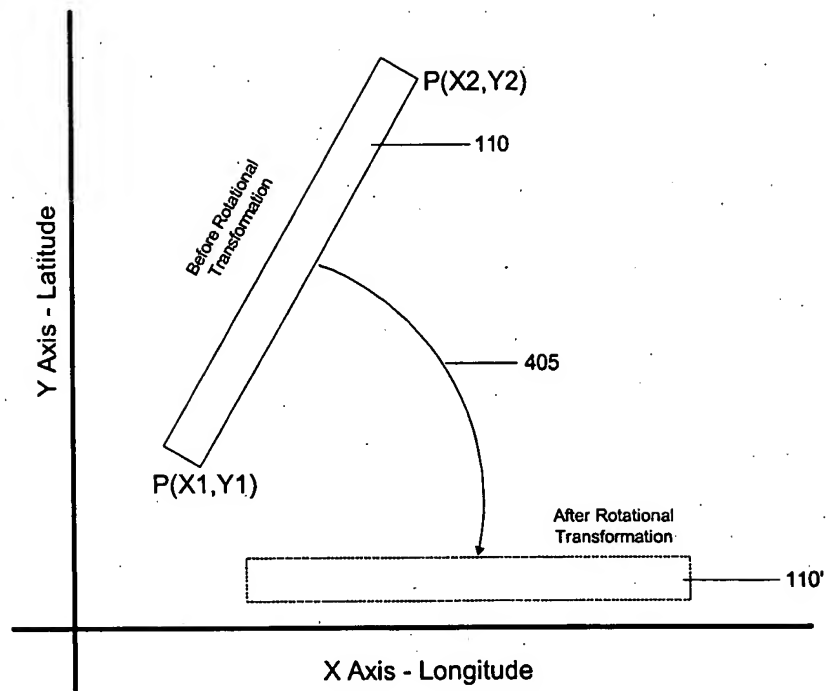 P(X2,Y2)
110
Before Rotational
Transformation
Y Axis - Latitude
405
P(X1,Y1)
After Rotational
Transformation
110'
X Axis - Longitude